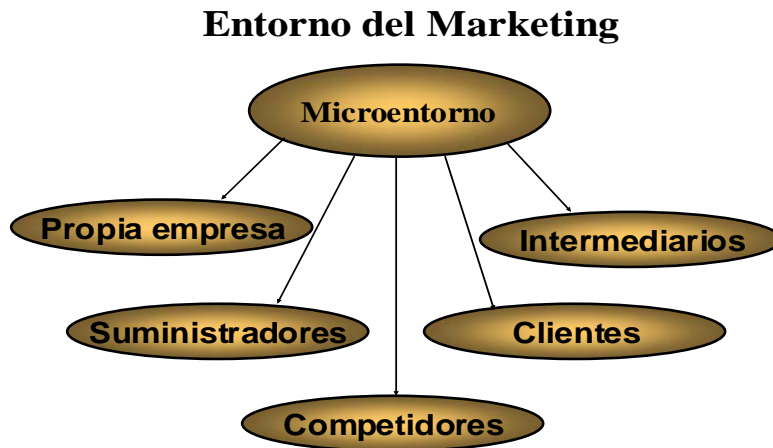 Entorno del Marketing
Microentorno
Propia empresa
Intermediarios
Suministradores
Clientes
Competidores